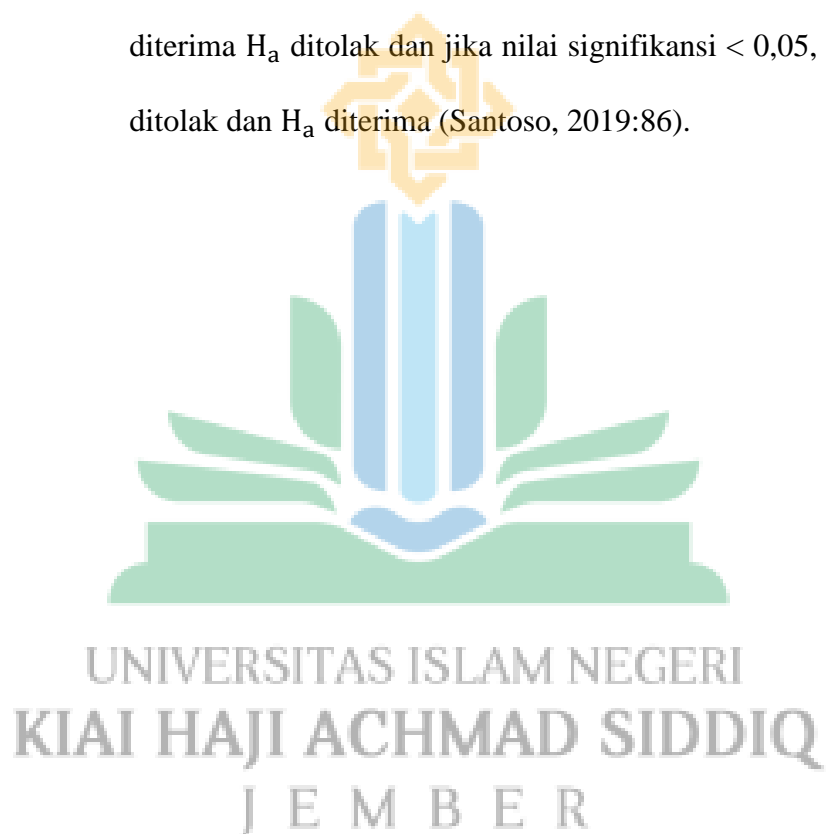 diterima Hₐ ditolak dan jika nilai signifikansi < 0,05,
ditolak dan Hₐ diterima (Santoso, 2019:86).
UNIVERSITAS ISLAM NEGERI
KIAI HAJI ACHMAD SIDDIQ
JEMBER